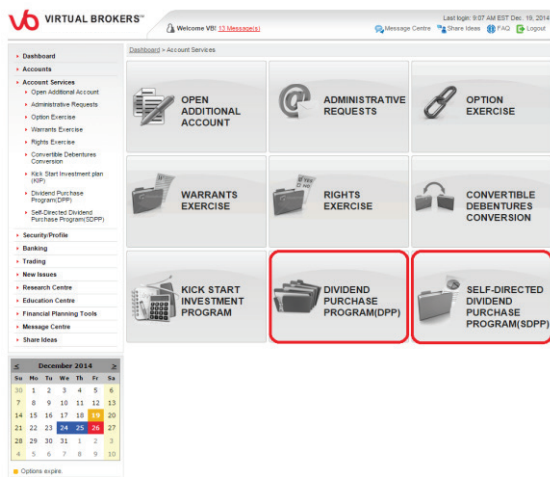 VIRTUAL BROKERS™
Welcome VB! 13 Message(s)
Last login: 9:07 AM EST Dec. 19, 2014
Message Centre Share Ideas FAQ Logout
Dashboard > Account Services
Dashboard
Accounts
Account Services
Open Additional Account
Administrative Requests
Option Exercise
Warrants Exercise
Rights Exercise
Convertible Debentures
Conversion
Kick Start Investment plan
(KIP)
Dividend Purchase
Program(DPP)
Self-Directed Dividend
Purchase Program(SDPP)
Security/Profile
Banking
Trading
New Issues
Research Centre
Education Centre
Financial Planning Tools
Message Centre
Share Ideas
OPEN
ADDITIONAL
ACCOUNT
ADMINISTRATIVE
REQUESTS
OPTION
EXERCISE
WARRANTS
EXERCISE
RIGHTS
EXERCISE
CONVERTIBLE
DEBENTURES
CONVERSION
KICK START
INVESTMENT
PROGRAM
DIVIDEND
PURCHASE
PROGRAM(DPP)
SELF-DIRECTED
DIVIDEND
PURCHASE
PROGRAM(SDPP)
< December 2014 >
Su Mo Tu We Th Fr Sa
30 1 2 3 4 5 6
7 8 9 10 11 12 13
14 15 16 17 18 19 20
21 22 23 24 25 26 27
28 29 30 31 1 2 3
4 5 6 7 8 9 10
Options expire